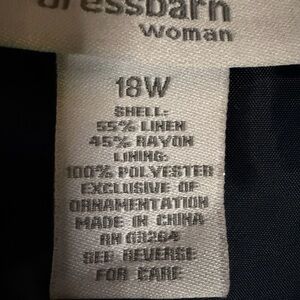 dressbarn
woman
18W
SHELL:
55% LINEN
45% RAYON
LINING:
100% POLYESTER
EXCLUSIVE OF
ORNAMENTATION
MADE IN CHINA
RN 63264
SEE REVERSE
FOR CARE